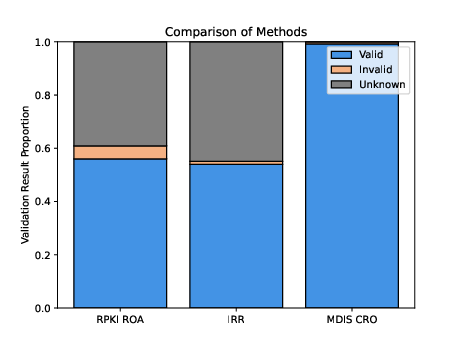 Comparison of Methods
Validation Result Proportion
1.0
0.8
0.6
0.4
0.2
0.0
Valid
Invalid
Unknown
RPKI ROA
IRR
MDIS CRO